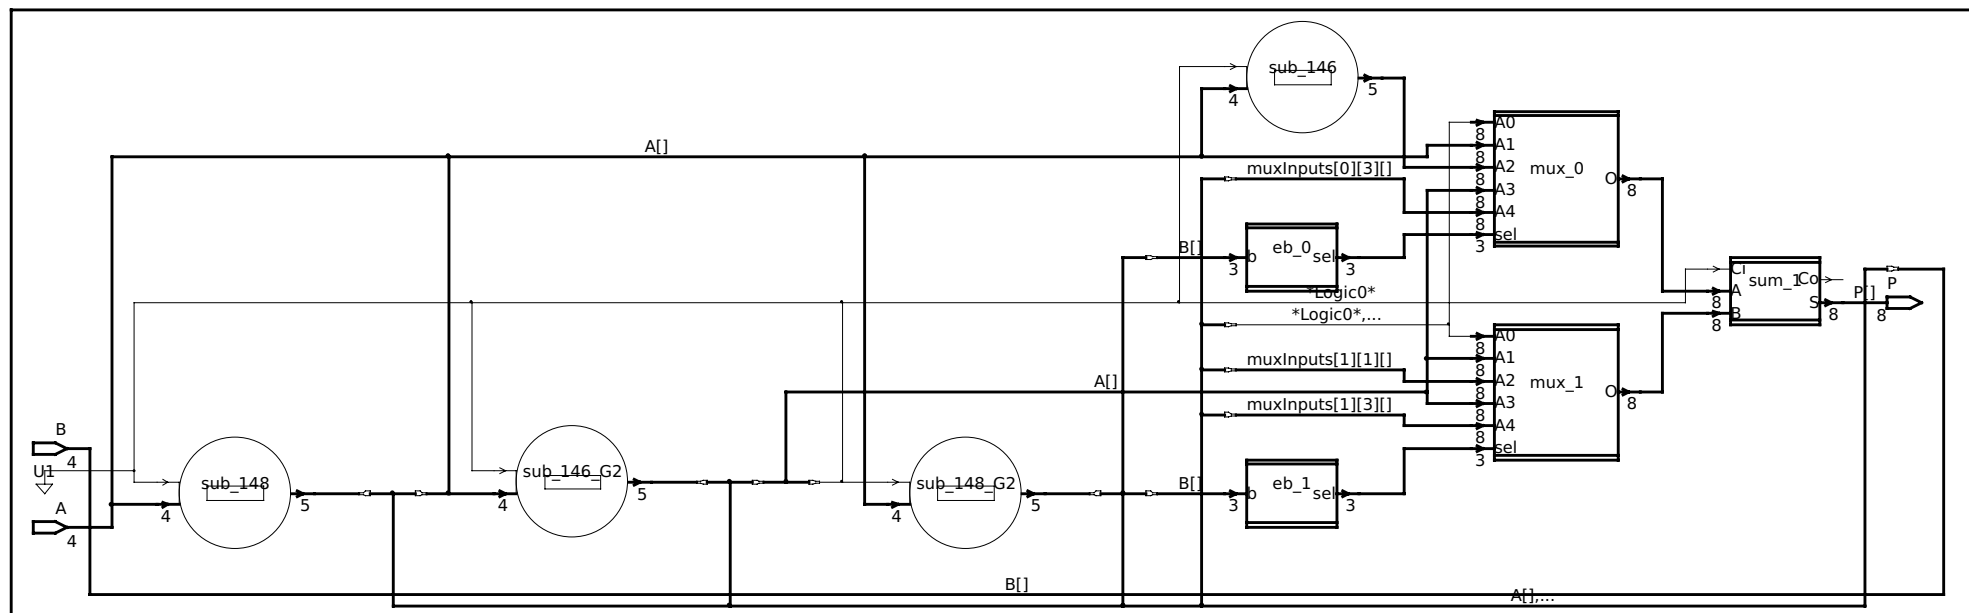 sub_146
4
5
A[]
A0
8
A1
8
A2
8
A3
8
A4
8
sel
3
mux_0
O
8
muxInputs[0][3][]
B[]
3
b
eb_0
sel
3
*Logic0*
*Logic0*,...
Ci
A
8
B
8
sum_1
Co
S
8
P[]
P
8
A0
8
A1
8
A2
8
A3
8
A4
8
sel
3
mux_1
O
8
muxInputs[1][1][]
A[]
muxInputs[1][3][]
B
4
U1
A
4
sub_148
4
5
sub_146_G2
4
5
sub_148_G2
4
5
B[]
3
b
eb_1
sel
3
B[]
A[],...